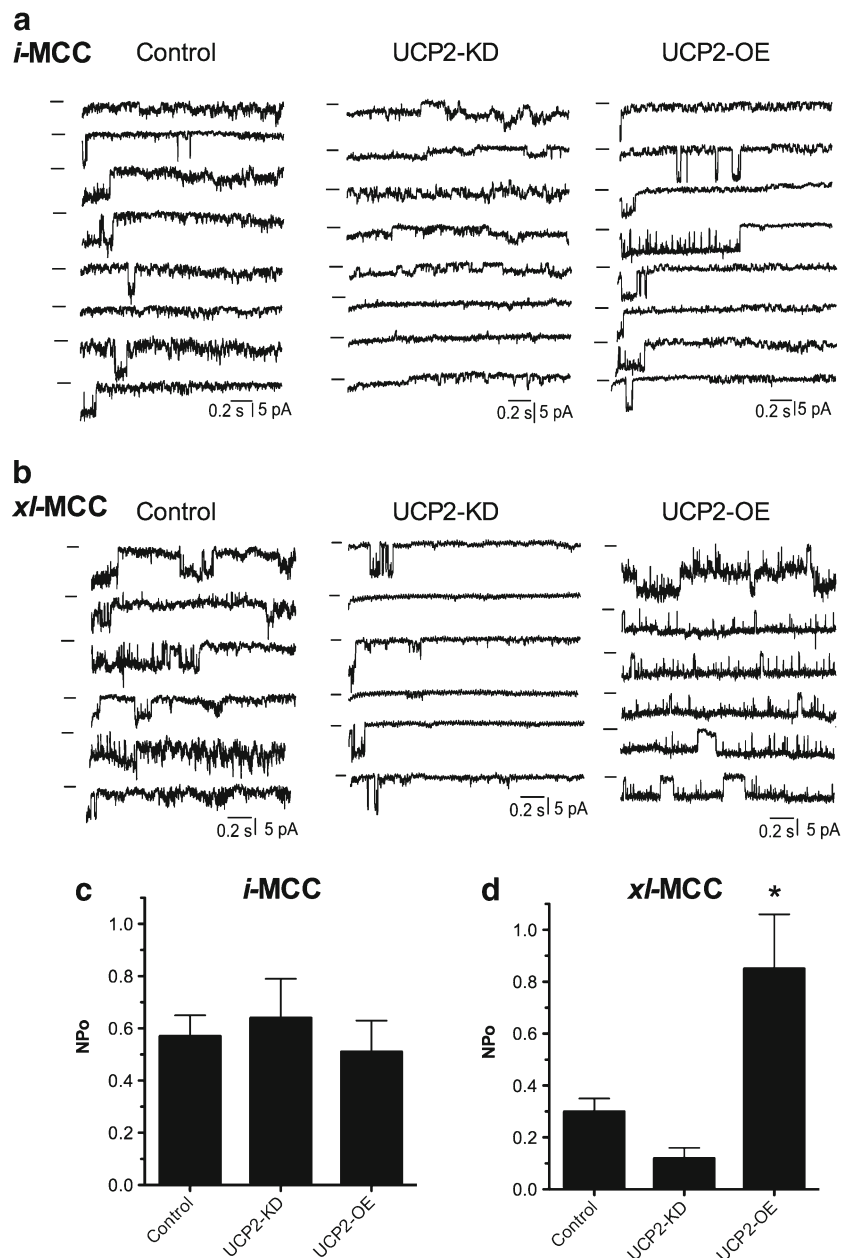 a
i-MCC Control UCP2-KD UCP2-OE
0.2 s 5 pA 0.2 s 5 pA 0.2 s 5 pA
b
xl-MCC Control UCP2-KD UCP2-OE
0.2 s 5 pA 0.2 s 5 pA 0.2 s 5 pA
c i-MCC
1.0
0.8
0.6
0.4
0.2
0.0
NPo
Control UCP2-KD UCP2-OE
d xl-MCC
*
1.0
0.8
0.6
0.4
0.2
0.0
NPo
Control UCP2-KD UCP2-OE